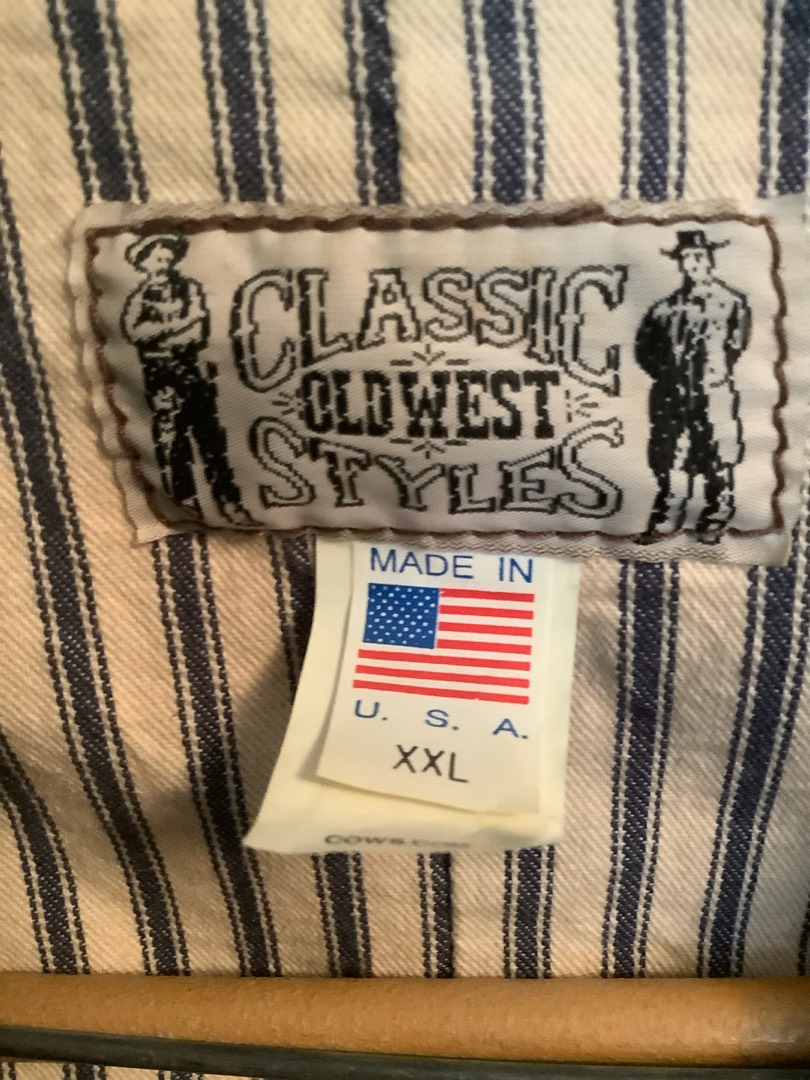 CLASSIC
OLD WEST
STYLES
MADE IN
U. S. A.
XXL